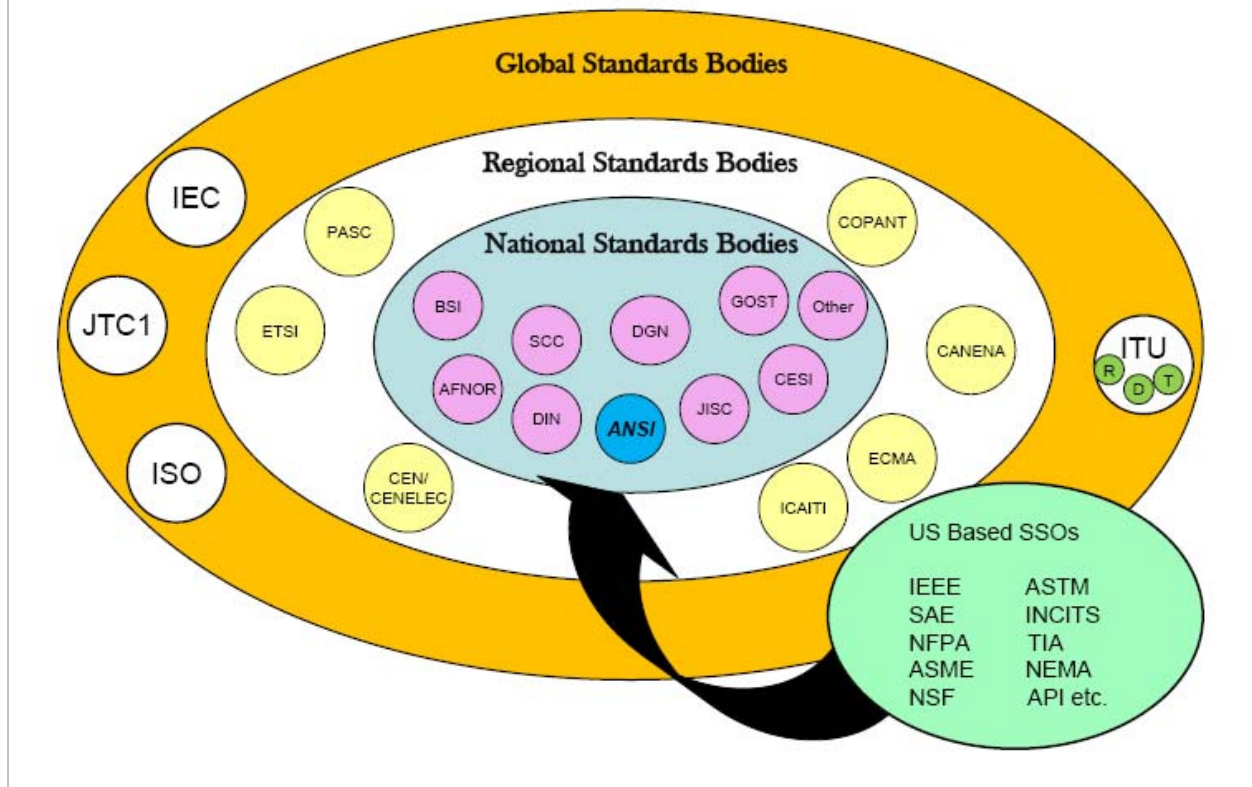 Global Standards Bodies
Regional Standards Bodies
National Standards Bodies
IEC
JTC1
ISO
ITU
R
D
T
PASC
ETSI
CEN/
CENELEC
COPANT
CANENA
ECMA
ICAITI
BSI
SCC
DGN
GOST
Other
AFNOR
DIN
ANSI
JISC
CESI
US Based SSOs
IEEE ASTM
SAE INCITS
NFPA TIA
ASME NEMA
NSF API etc.